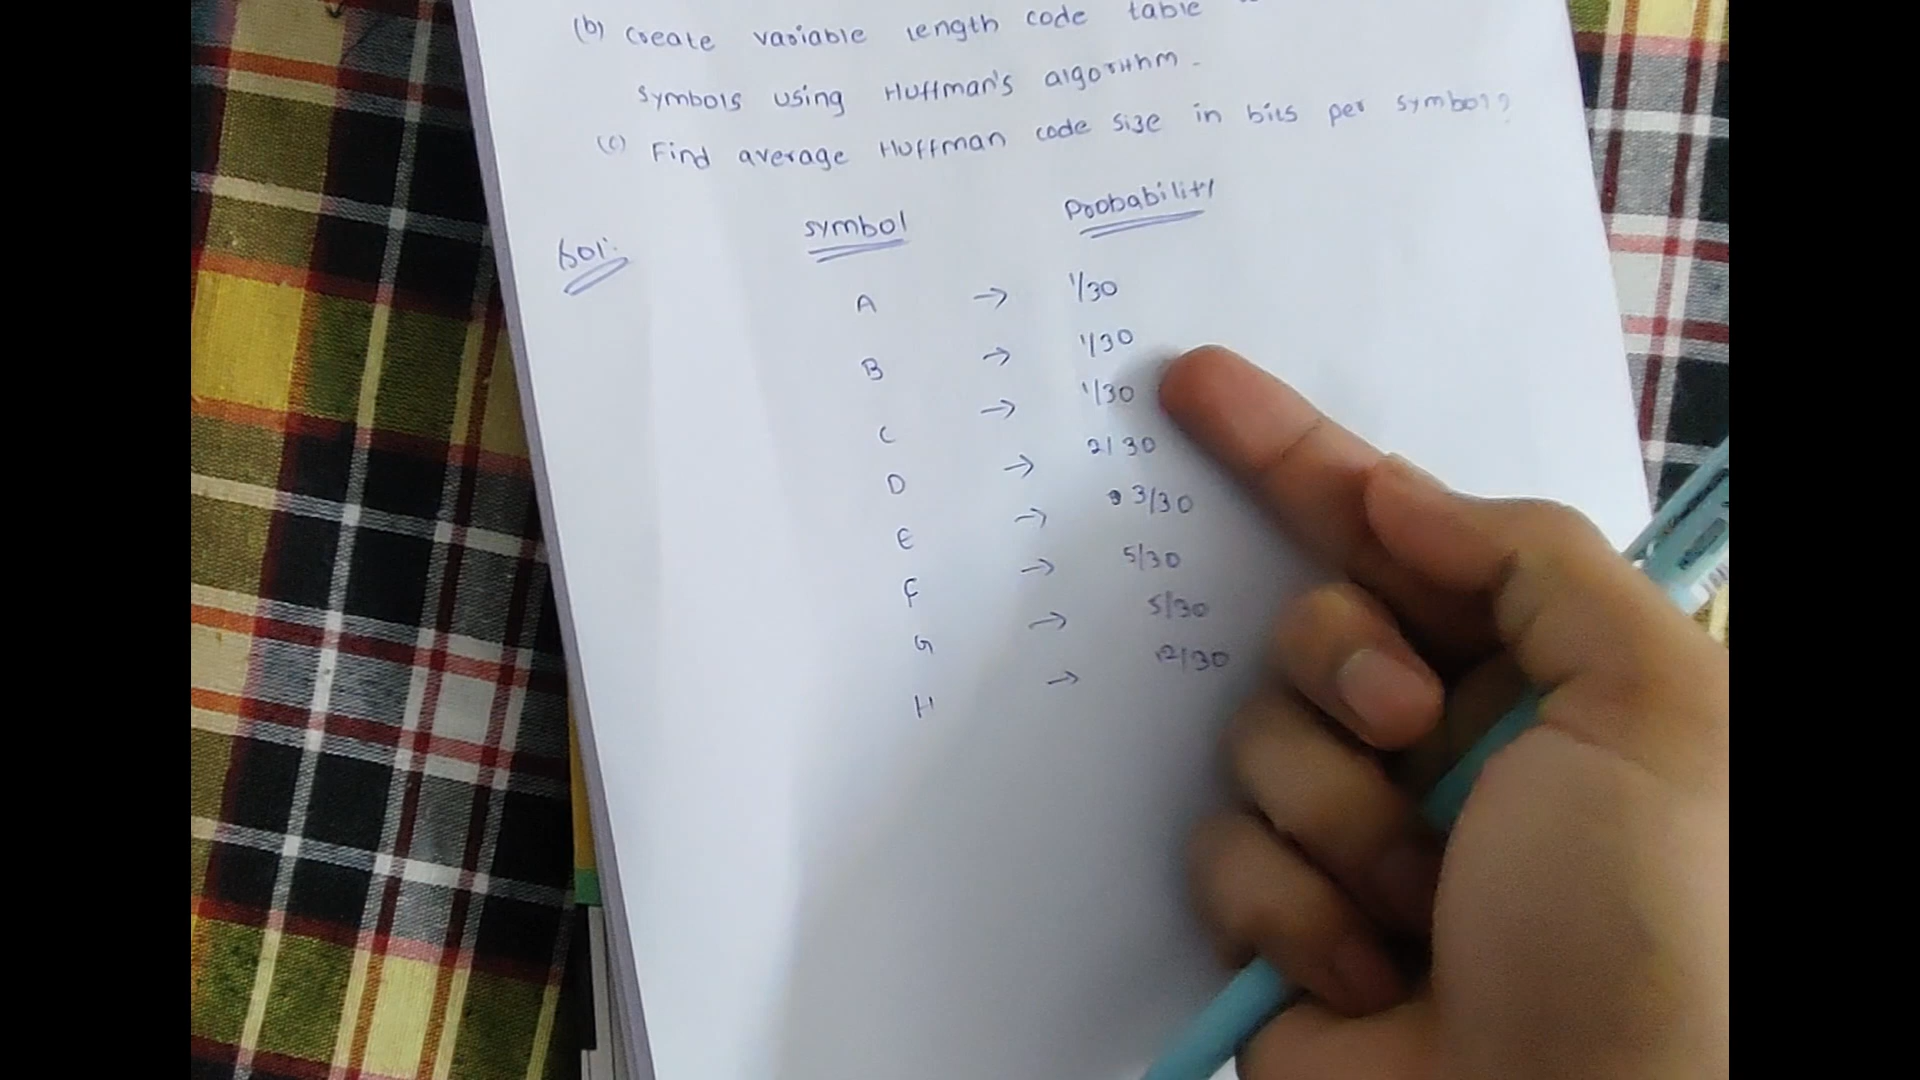 (b) Create variable length code table
symbols using Huffman's algorithm.
(c) Find average Huffman code size in bits per symbol?
Sol:
symbol Probability
A → 1/30
B → 1/30
C → 1/30
D → 2/30
E → 3/30
F → 5/30
G → 5/30
H → 12/30